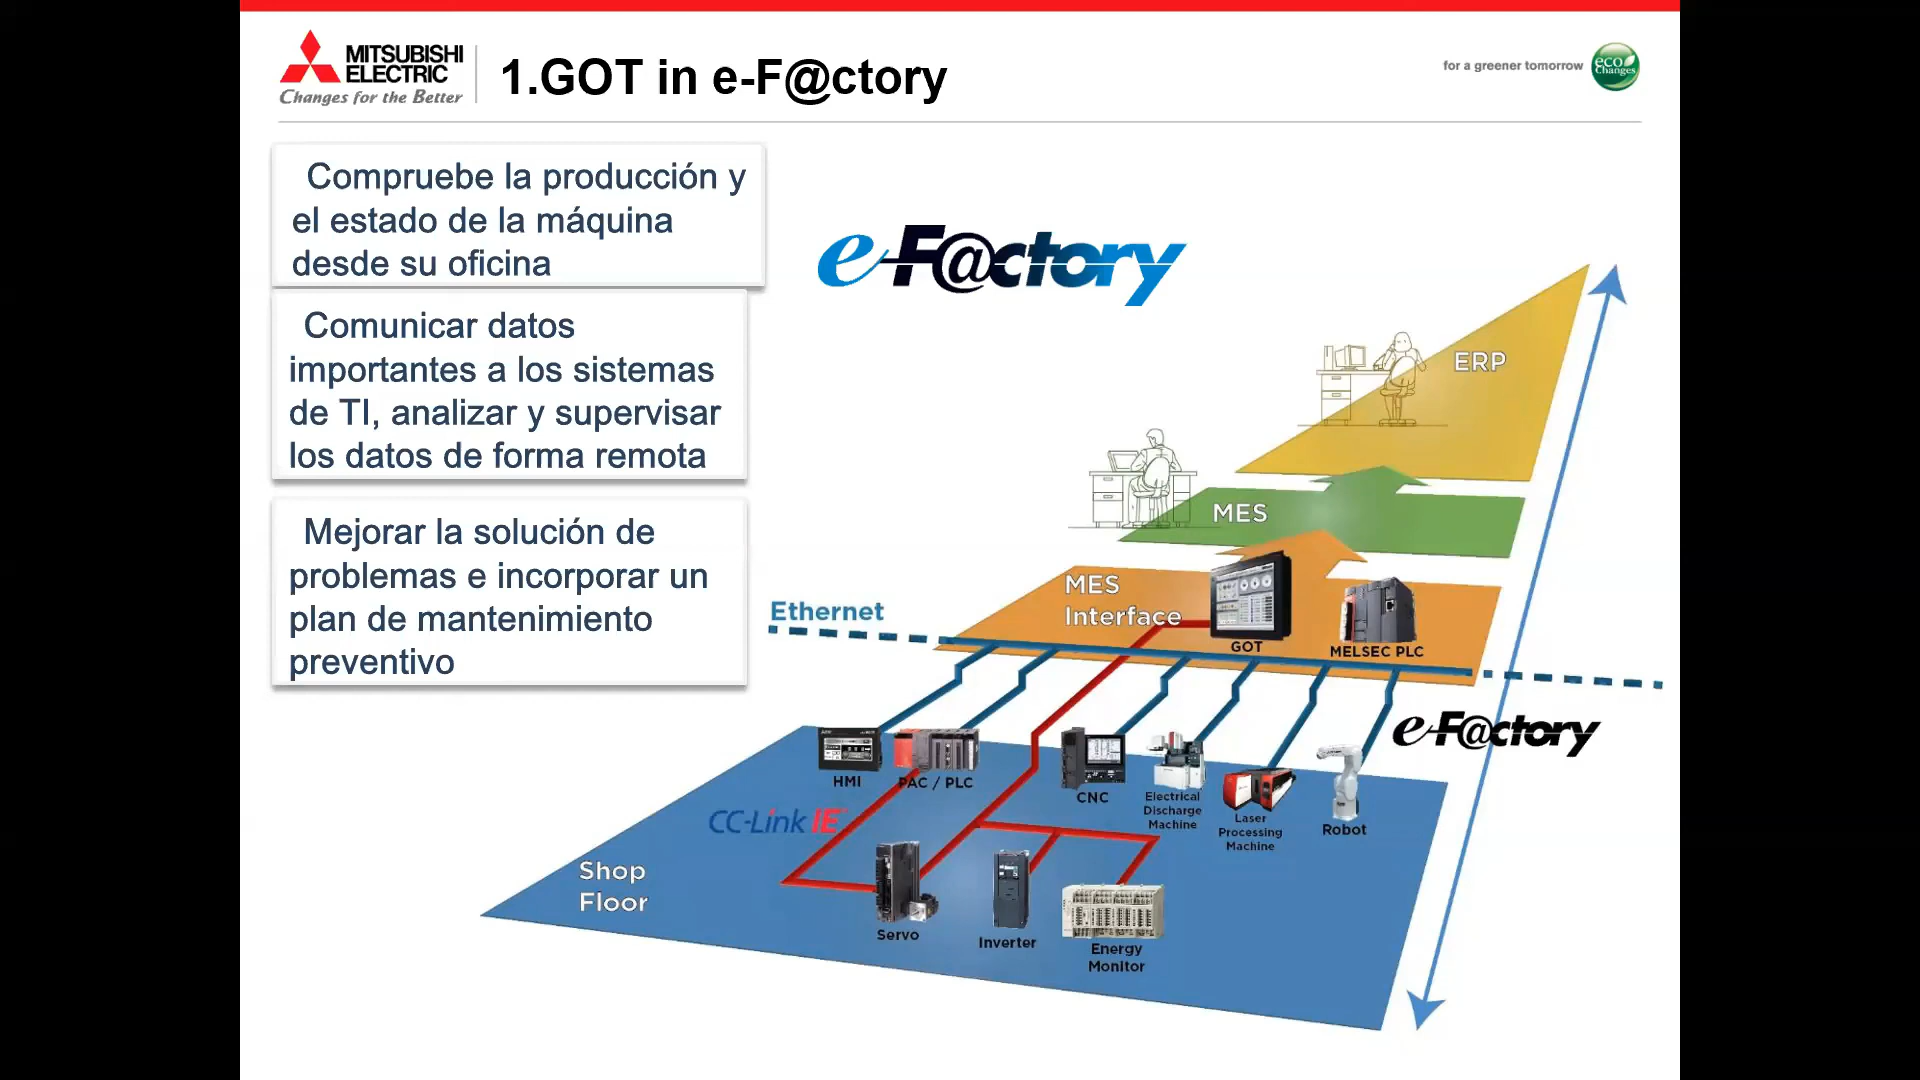 MITSUBISHI
ELECTRIC
Changes for the Better
1.GOT in e-F@ctory
for a greener tomorrow
eco
Changes
Compruebe la producción y
el estado de la máquina
desde su oficina
Comunicar datos
importantes a los sistemas
de TI, analizar y supervisar
los datos de forma remota
Mejorar la solución de
problemas e incorporar un
plan de mantenimiento
preventivo
e-F@ctory
ERP
MES
MES
Interface
Ethernet
GOT
MELSEC PLC
e-F@ctory
HMI
PAC / PLC
CNC
Electrical
Discharge
Machine
Laser
Processing
Machine
Robot
CC-Link IE
Shop
Floor
Servo
Inverter
Energy
Monitor